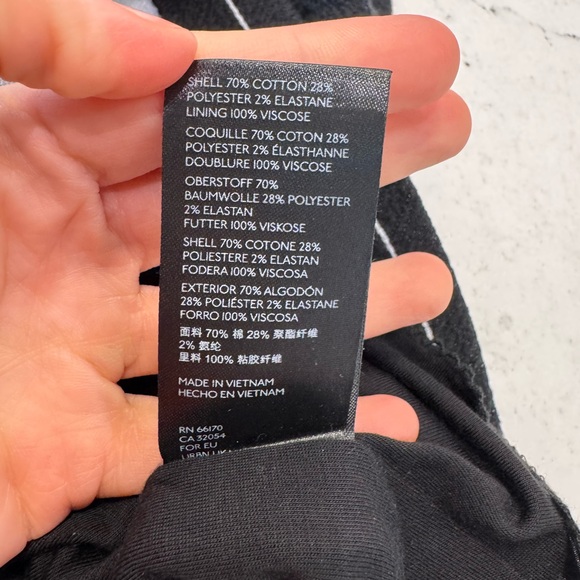 SHELL 70% COTTON 28%
POLYESTER 2% ELASTANE
LINING 100% VISCOSE
COQUILLE 70% COTON 28%
POLYESTER 2% ÉLASTHANNE
DOUBLURE 100% VISCOSE
OBERSTOFF 70%
BAUMWOLLE 28% POLYESTER
2% ELASTAN
FUTTER 100% VISKOSE
SHELL 70% COTONE 28%
POLIESTERE 2% ELASTAN
FODERA 100% VISCOSA
EXTERIOR 70% ALGODÓN
28% POLIÉSTER 2% ELASTANE
FORRO 100% VISCOSA
面料 70% 棉 28% 聚酯纤维
2% 氨纶
里料 100% 粘胶纤维
MADE IN VIETNAM
HECHO EN VIETNAM
RN 66170
CA 32054
FOR EU
URBN UK